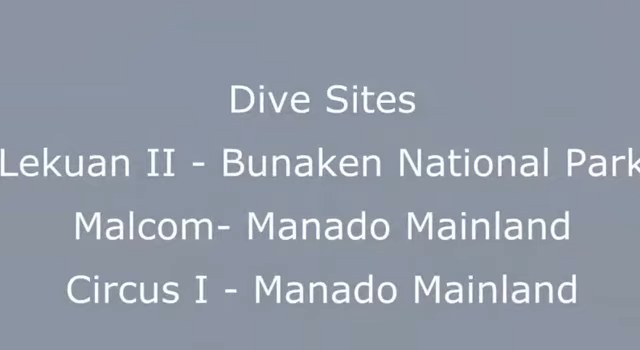 Dive Sites
Lekuan II - Bunaken National Park
Malcom- Manado Mainland
Circus I - Manado Mainland